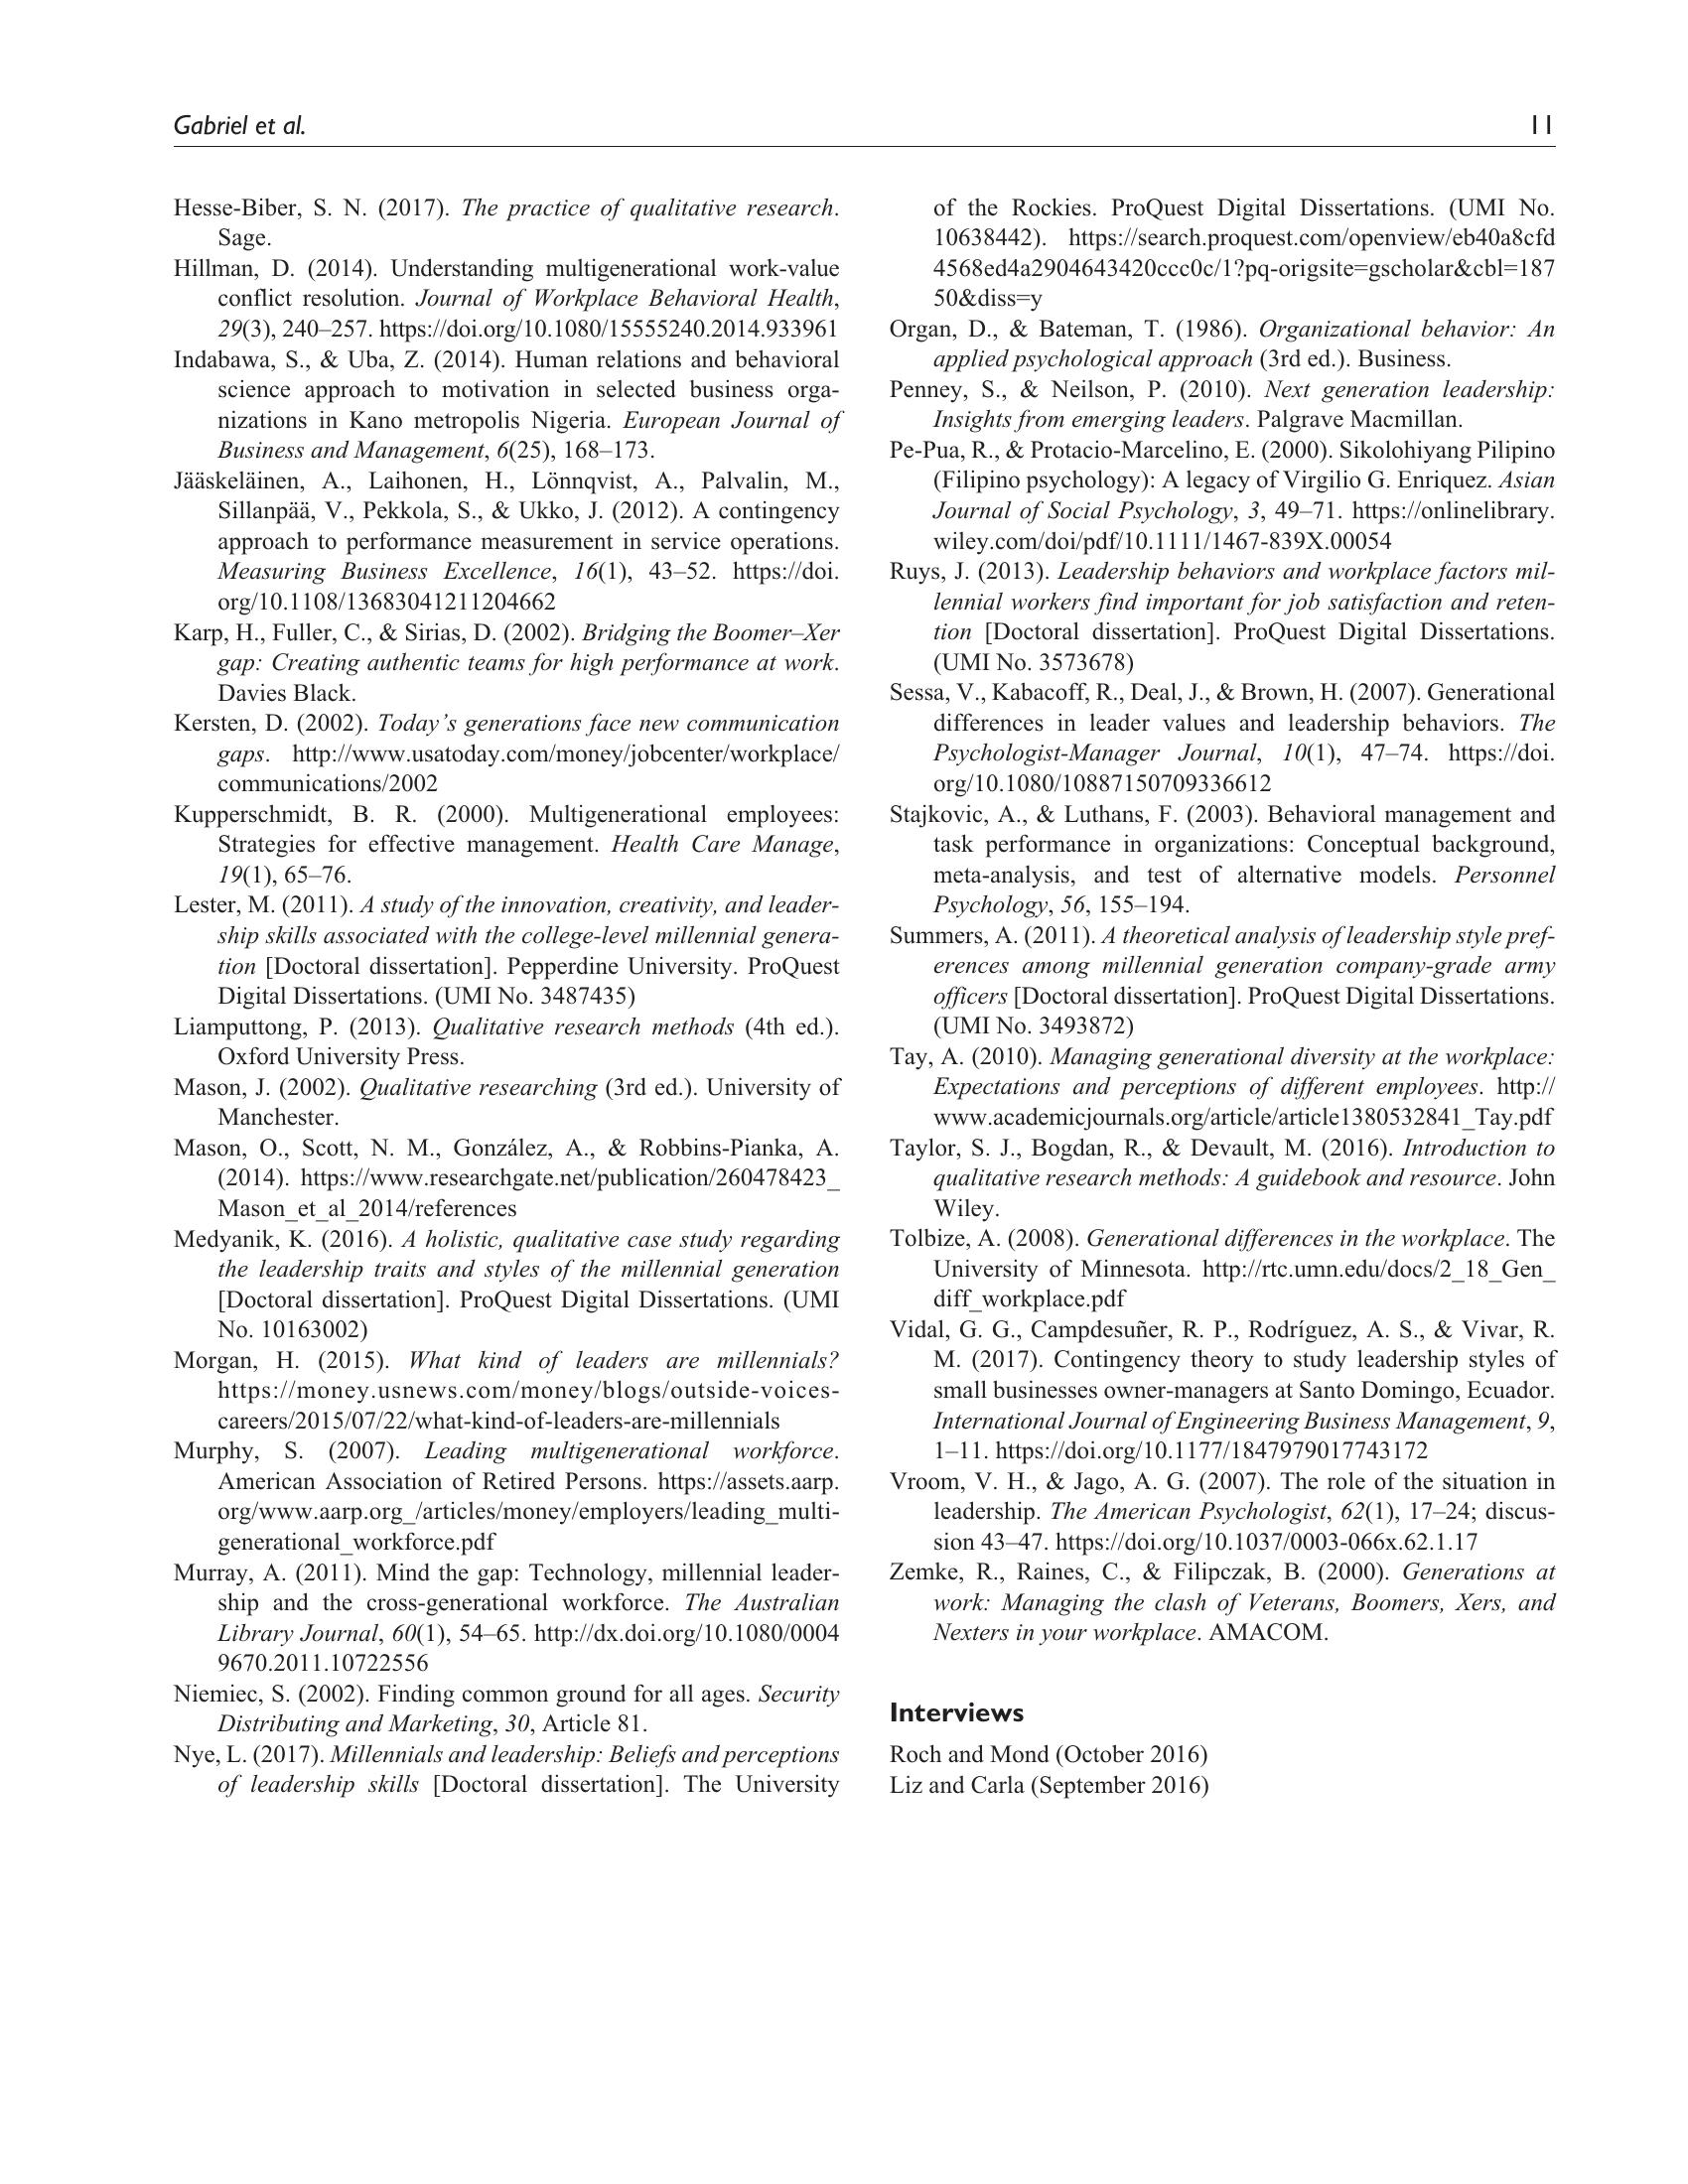 Gabriel et al.
11
Hesse-Biber, S. N. (2017). The practice of qualitative research.
Sage.
Hillman, D. (2014). Understanding multigenerational work-value
conflict resolution. Journal of Workplace Behavioral Health,
29(3), 240–257. https://doi.org/10.1080/15555240.2014.933961
Indabawa, S., & Uba, Z. (2014). Human relations and behavioral
science approach to motivation in selected business orga-
nizations in Kano metropolis Nigeria. European Journal of
Business and Management, 6(25), 168–173.
Jääskeläinen, A., Laihonen, H., Lönnqvist, A., Palvalin, M.,
Sillanpää, V., Pekkola, S., & Ukko, J. (2012). A contingency
approach to performance measurement in service operations.
Measuring Business Excellence, 16(1), 43–52. https://doi.
org/10.1108/13683041211204662
Karp, H., Fuller, C., & Sirias, D. (2002). Bridging the Boomer–Xer
gap: Creating authentic teams for high performance at work.
Davies Black.
Kersten, D. (2002). Today’s generations face new communication
gaps. http://www.usatoday.com/money/jobcenter/workplace/
communications/2002
Kupperschmidt, B. R. (2000). Multigenerational employees:
Strategies for effective management. Health Care Manage,
19(1), 65–76.
Lester, M. (2011). A study of the innovation, creativity, and leader-
ship skills associated with the college-level millennial genera-
tion [Doctoral dissertation]. Pepperdine University. ProQuest
Digital Dissertations. (UMI No. 3487435)
Liamputtong, P. (2013). Qualitative research methods (4th ed.).
Oxford University Press.
Mason, J. (2002). Qualitative researching (3rd ed.). University of
Manchester.
Mason, O., Scott, N. M., González, A., & Robbins-Pianka, A.
(2014). https://www.researchgate.net/publication/260478423_
Mason_et_al_2014/references
Medyanik, K. (2016). A holistic, qualitative case study regarding
the leadership traits and styles of the millennial generation
[Doctoral dissertation]. ProQuest Digital Dissertations. (UMI
No. 10163002)
Morgan, H. (2015). What kind of leaders are millennials?
https://money.usnews.com/money/blogs/outside-voices-
careers/2015/07/22/what-kind-of-leaders-are-millennials
Murphy, S. (2007). Leading multigenerational workforce.
American Association of Retired Persons. https://assets.aarp.
org/www.aarp.org_/articles/money/employers/leading_multi-
generational_workforce.pdf
Murray, A. (2011). Mind the gap: Technology, millennial leader-
ship and the cross-generational workforce. The Australian
Library Journal, 60(1), 54–65. http://dx.doi.org/10.1080/0004
9670.2011.10722556
Niemiec, S. (2002). Finding common ground for all ages. Security
Distributing and Marketing, 30, Article 81.
Nye, L. (2017). Millennials and leadership: Beliefs and perceptions
of leadership skills [Doctoral dissertation]. The University
of the Rockies. ProQuest Digital Dissertations. (UMI No.
10638442). https://search.proquest.com/openview/eb40a8cfd
4568ed4a2904643420ccc0c/1?pq-origsite=gscholar&cbl=187
50&diss=y
Organ, D., & Bateman, T. (1986). Organizational behavior: An
applied psychological approach (3rd ed.). Business.
Penney, S., & Neilson, P. (2010). Next generation leadership:
Insights from emerging leaders. Palgrave Macmillan.
Pe-Pua, R., & Protacio-Marcelino, E. (2000). Sikolohiyang Pilipino
(Filipino psychology): A legacy of Virgilio G. Enriquez. Asian
Journal of Social Psychology, 3, 49–71. https://onlinelibrary.
wiley.com/doi/pdf/10.1111/1467-839X.00054
Ruys, J. (2013). Leadership behaviors and workplace factors mil-
lennial workers find important for job satisfaction and reten-
tion [Doctoral dissertation]. ProQuest Digital Dissertations.
(UMI No. 3573678)
Sessa, V., Kabacoff, R., Deal, J., & Brown, H. (2007). Generational
differences in leader values and leadership behaviors. The
Psychologist-Manager Journal, 10(1), 47–74. https://doi.
org/10.1080/10887150709336612
Stajkovic, A., & Luthans, F. (2003). Behavioral management and
task performance in organizations: Conceptual background,
meta-analysis, and test of alternative models. Personnel
Psychology, 56, 155–194.
Summers, A. (2011). A theoretical analysis of leadership style pref-
erences among millennial generation company-grade army
officers [Doctoral dissertation]. ProQuest Digital Dissertations.
(UMI No. 3493872)
Tay, A. (2010). Managing generational diversity at the workplace:
Expectations and perceptions of different employees. http://
www.academicjournals.org/article/article1380532841_Tay.pdf
Taylor, S. J., Bogdan, R., & Devault, M. (2016). Introduction to
qualitative research methods: A guidebook and resource. John
Wiley.
Tolbize, A. (2008). Generational differences in the workplace. The
University of Minnesota. http://rtc.umn.edu/docs/2_18_Gen_
diff_workplace.pdf
Vidal, G. G., Campdesuñer, R. P., Rodríguez, A. S., & Vivar, R.
M. (2017). Contingency theory to study leadership styles of
small businesses owner-managers at Santo Domingo, Ecuador.
International Journal of Engineering Business Management, 9,
1–11. https://doi.org/10.1177/1847979017743172
Vroom, V. H., & Jago, A. G. (2007). The role of the situation in
leadership. The American Psychologist, 62(1), 17–24; discus-
sion 43–47. https://doi.org/10.1037/0003-066x.62.1.17
Zemke, R., Raines, C., & Filipczak, B. (2000). Generations at
work: Managing the clash of Veterans, Boomers, Xers, and
Nexters in your workplace. AMACOM.
Interviews
Roch and Mond (October 2016)
Liz and Carla (September 2016)